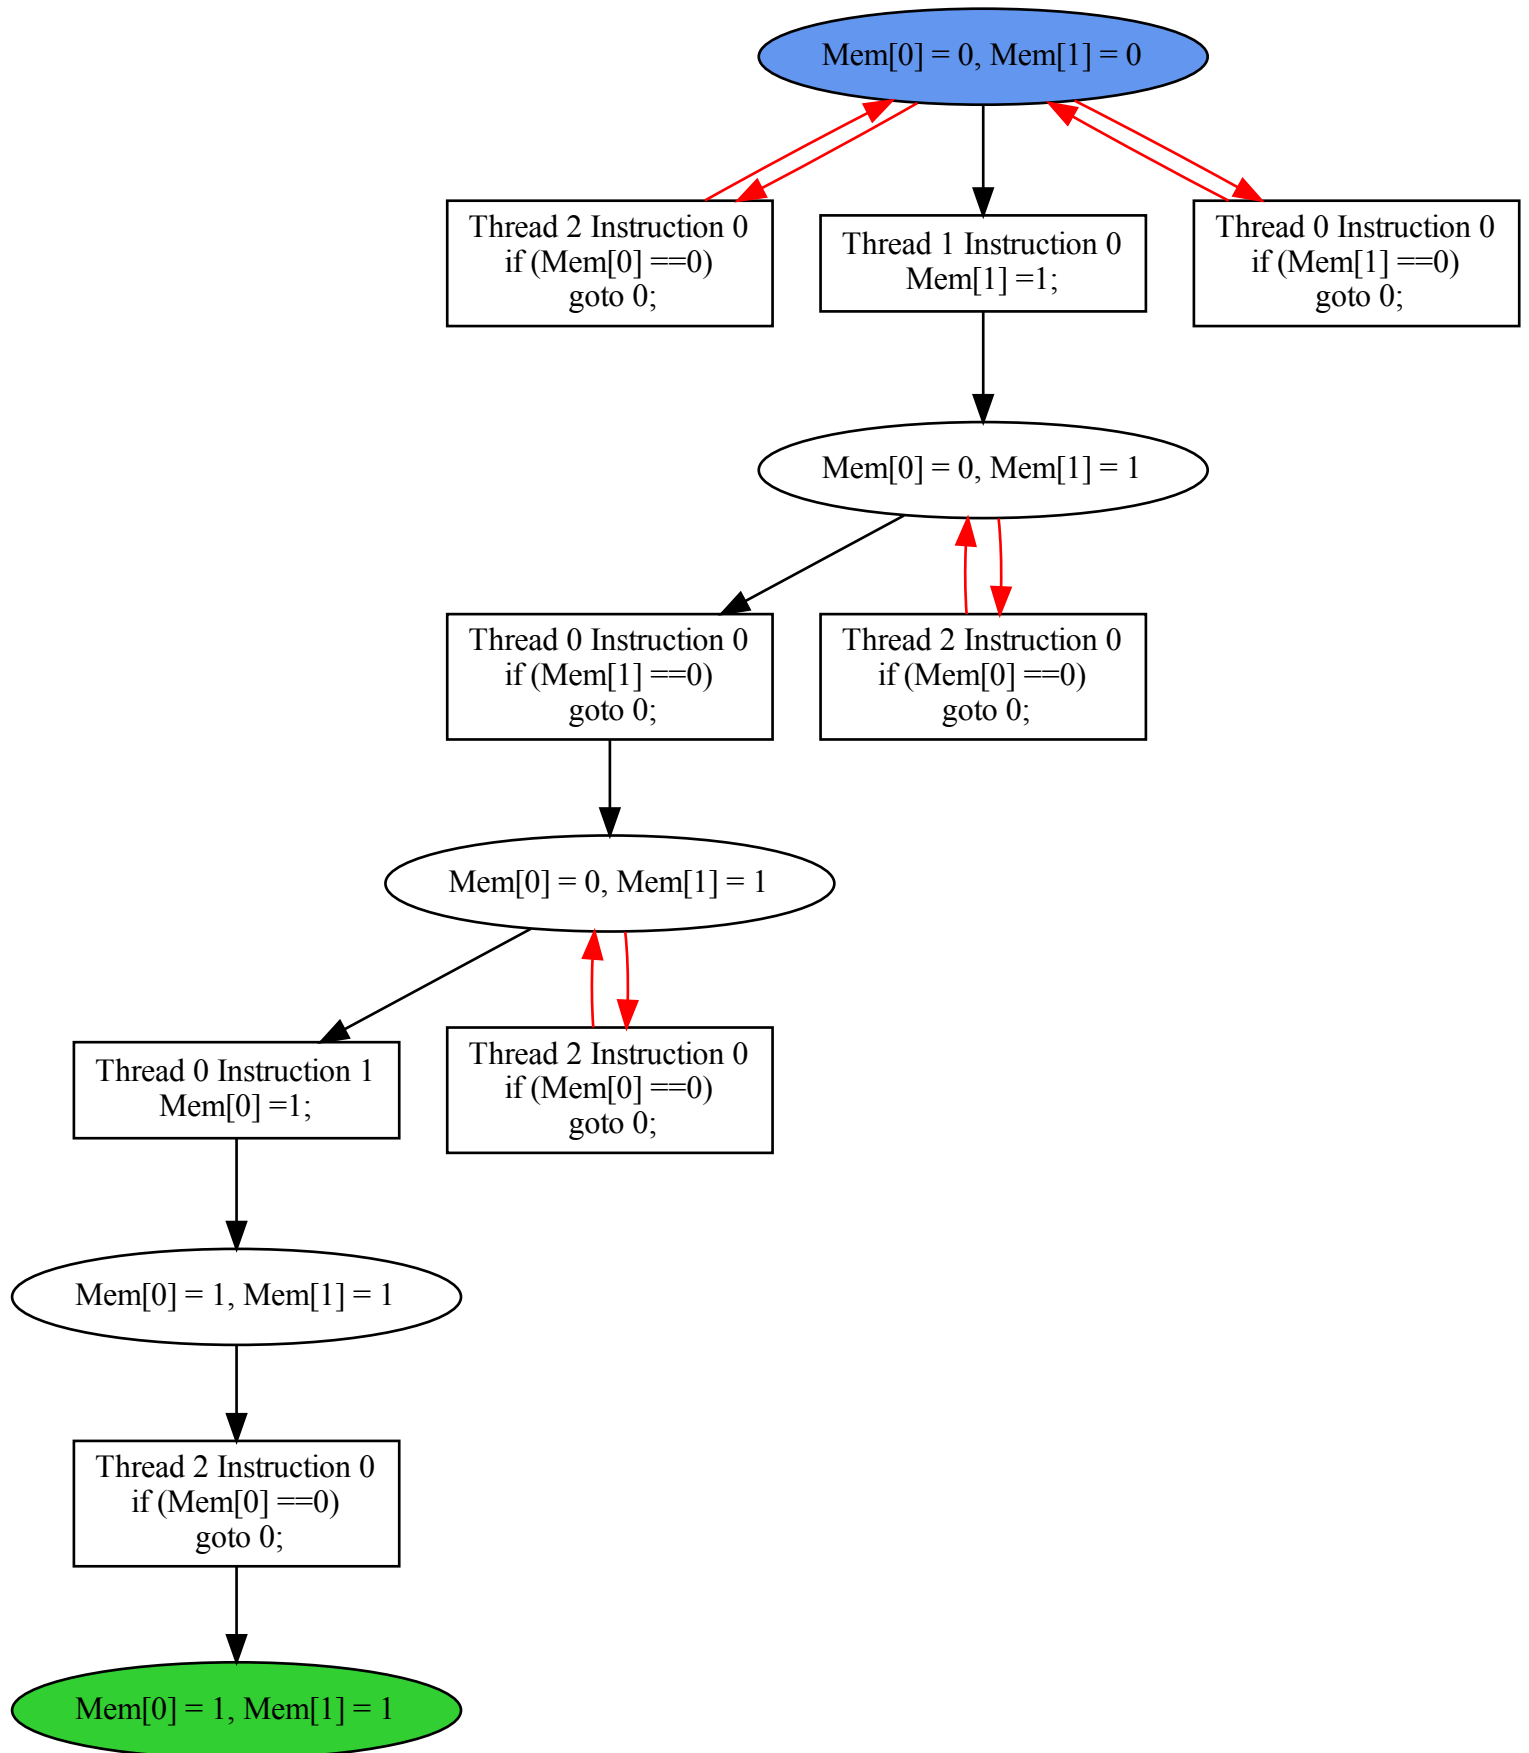 Mem[0] = 0, Mem[1] = 0
Thread 2 Instruction 0
if (Mem[0] ==0)
goto 0;
Thread 1 Instruction 0
Mem[1] =1;
Thread 0 Instruction 0
if (Mem[1] ==0)
goto 0;
Mem[0] = 0, Mem[1] = 1
Thread 0 Instruction 0
if (Mem[1] ==0)
goto 0;
Thread 2 Instruction 0
if (Mem[0] ==0)
goto 0;
Mem[0] = 0, Mem[1] = 1
Thread 0 Instruction 1
Mem[0] =1;
Thread 2 Instruction 0
if (Mem[0] ==0)
goto 0;
Mem[0] = 1, Mem[1] = 1
Thread 2 Instruction 0
if (Mem[0] ==0)
goto 0;
Mem[0] = 1, Mem[1] = 1